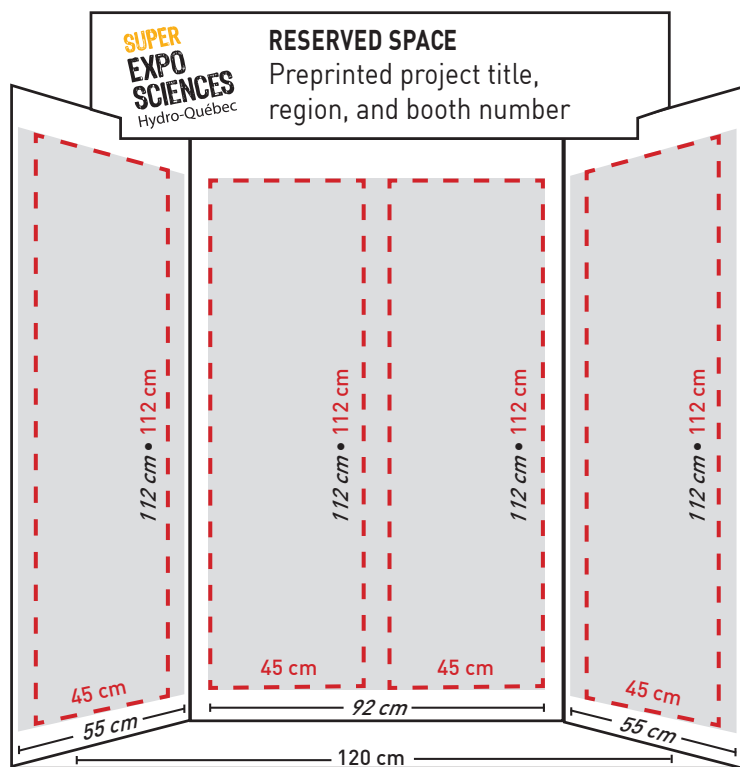 SUPER
EXPO
SCIENCES
Hydro-Québec
RESERVED SPACE
Preprinted project title,
region, and booth number
112 cm • 112 cm
112 cm • 112 cm
112 cm • 112 cm
112 cm • 112 cm
45 cm
45 cm
45 cm
45 cm
55 cm
92 cm
55 cm
120 cm